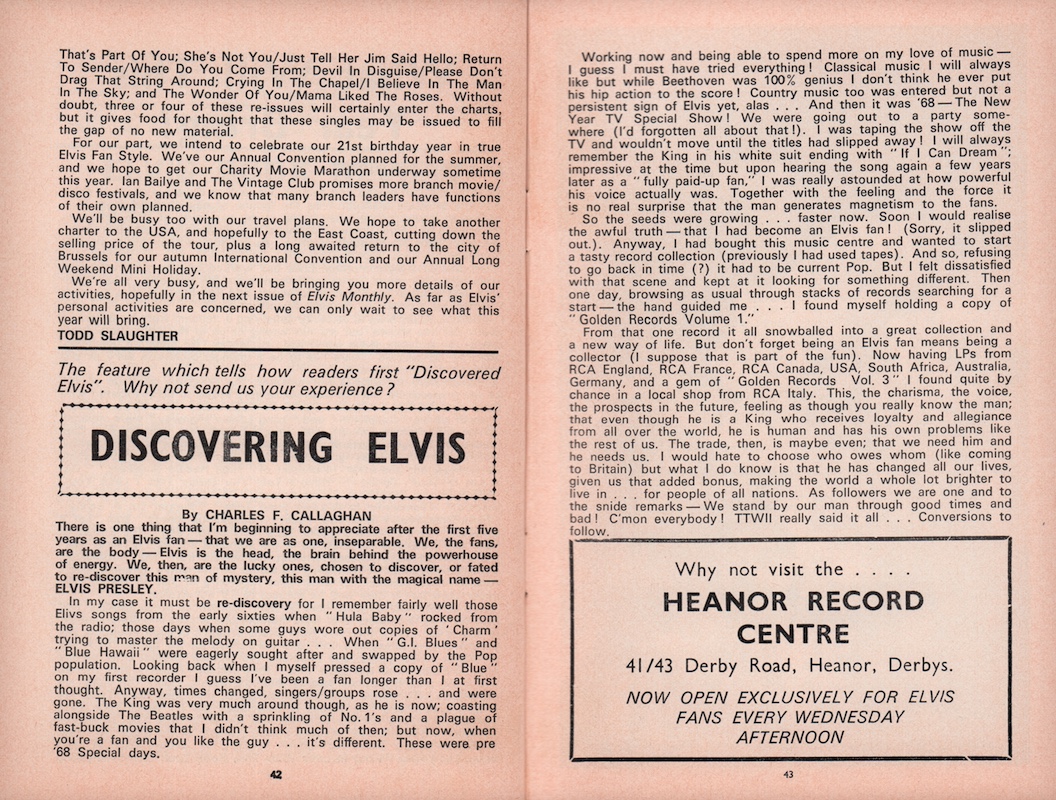 That's Part Of You; She's Not You/Just Tell Her Jim Said Hello; Return
To Sender/Where Do You Come From; Devil In Disguise/Please Don't
Drag That String Around; Crying In The Chapel/I Believe In The Man
In The Sky; and The Wonder Of You/Mama Liked The Roses. Without
doubt, three or four of these re-issues will certainly enter the charts,
but it gives food for thought that these singles may be issued to fill
the gap of no new material.
For our part, we intend to celebrate our 21st birthday year in true
Elvis Fan Style. We've our Annual Convention planned for the summer,
and we hope to get our Charity Movie Marathon underway sometime
this year. Ian Bailye and The Vintage Club promises more branch movie/
disco festivals, and we know that many branch leaders have functions
of their own planned.
We'll be busy too with our travel plans. We hope to take another
charter to the USA, and hopefully to the East Coast, cutting down the
selling price of the tour, plus a long awaited return to the city of
Brussels for our autumn International Convention and our Annual Long
Weekend Mini Holiday.
We're all very busy, and we'll be bringing you more details of our
activities, hopefully in the next issue of Elvis Monthly. As far as Elvis'
personal activities are concerned, we can only wait to see what this
year will bring.
TODD SLAUGHTER
The feature which tells how readers first "Discovered
Elvis". Why not send us your experience?
DISCOVERING ELVIS
By CHARLES F. CALLAGHAN
There is one thing that I'm beginning to appreciate after the first five
years as an Elvis fan — that we are as one, inseparable. We, the fans,
are the body — Elvis is the head, the brain behind the powerhouse
of energy. We, then, are the lucky ones, chosen to discover, or fated
to re-discover this man of mystery, this man with the magical name —
ELVIS PRESLEY.
In my case it must be re-discovery for I remember fairly well those
Elivs songs from the early sixties when "Hula Baby" rocked from
the radio; those days when some guys wore out copies of 'Charm'
trying to master the melody on guitar . . . When "G.I. Blues" and
"Blue Hawaii" were eagerly sought after and swapped by the Pop
population. Looking back when I myself pressed a copy of "Blue"
on my first recorder I guess I've been a fan longer than I at first
thought. Anyway, times changed, singers/groups rose . . . and were
gone. The King was very much around though, as he is now; coasting
alongside The Beatles with a sprinkling of No. 1's and a plague of
fast-buck movies that I didn't think much of then; but now, when
you're a fan and you like the guy . . . it's different. These were pre
'68 Special days.
42
Working now and being able to spend more on my love of music —
I guess I must have tried everything! Classical music I will always
like but while Beethoven was 100% genius I don't think he ever put
his hip action to the score! Country music too was entered but not a
persistent sign of Elvis yet, alas . . . And then it was '68 — The New
Year TV Special Show! We were going out to a party some-
where (I'd forgotten all about that!). I was taping the show off the
TV and wouldn't move until the titles had slipped away! I will always
remember the King in his white suit ending with "If I Can Dream";
impressive at the time but upon hearing the song again a few years
later as a "fully paid-up fan," I was really astounded at how powerful
his voice actually was. Together with the feeling and the force it
is no real surprise that the man generates magnetism to the fans.
So the seeds were growing . . . faster now. Soon I would realise
the awful truth — that I had become an Elvis fan! (Sorry, it slipped
out.). Anyway, I had bought this music centre and wanted to start
a tasty record collection (previously I had used tapes). And so, refusing
to go back in time (?) it had to be current Pop. But I felt dissatisfied
with that scene and kept at it looking for something different. Then
one day, browsing as usual through stacks of records searching for a
start — the hand guided me . . . . I found myself holding a copy of
"Golden Records Volume 1."
From that one record it all snowballed into a great collection and
a new way of life. But don't forget being an Elvis fan means being a
collector (I suppose that is part of the fun). Now having LPs from
RCA England, RCA France, RCA Canada, USA, South Africa, Australia,
Germany, and a gem of "Golden Records Vol. 3" I found quite by
chance in a local shop from RCA Italy. This, the charisma, the voice,
the prospects in the future, feeling as though you really know the man;
that even though he is a King who receives loyalty and allegiance
from all over the world, he is human and has his own problems like
the rest of us. The trade, then, is maybe even; that we need him and
he needs us. I would hate to choose who owes whom (like coming
to Britain) but what I do know is that he has changed all our lives,
given us that added bonus, making the world a whole lot brighter to
live in . . . for people of all nations. As followers we are one and to
the snide remarks — We stand by our man through good times and
bad! C'mon everybody! TTWII really said it all . . . Conversions to
follow.
Why not visit the . . . .
HEANOR RECORD
CENTRE
41/43 Derby Road, Heanor, Derbys.
NOW OPEN EXCLUSIVELY FOR ELVIS
FANS EVERY WEDNESDAY
AFTERNOON
43